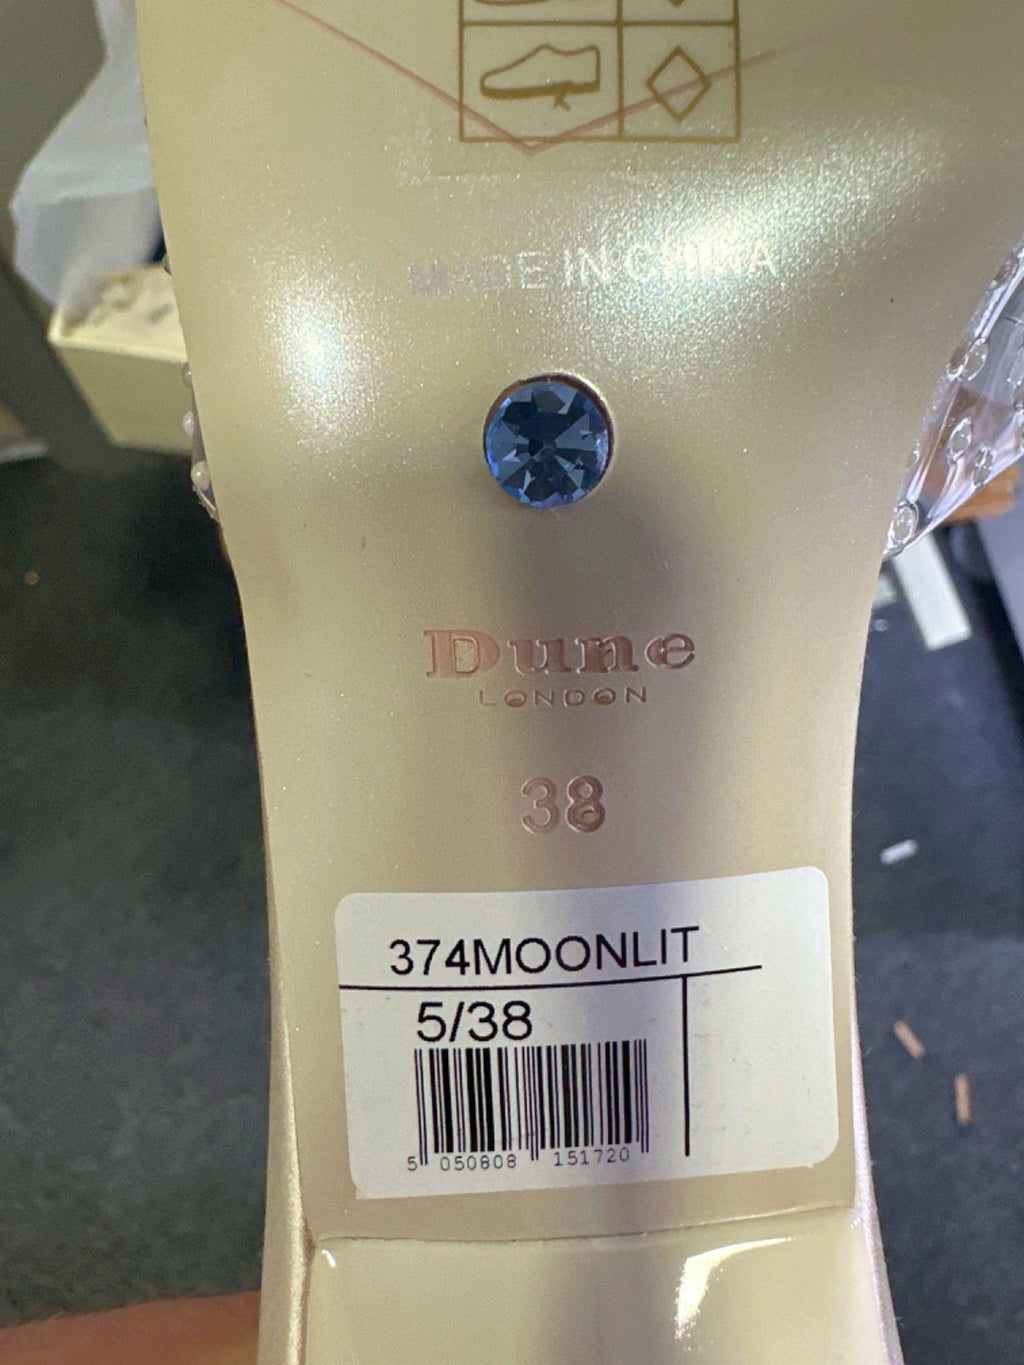 MADE IN CHINA
Dune
LONDON
38
374MOONLIT
5/38
5 050808 151720